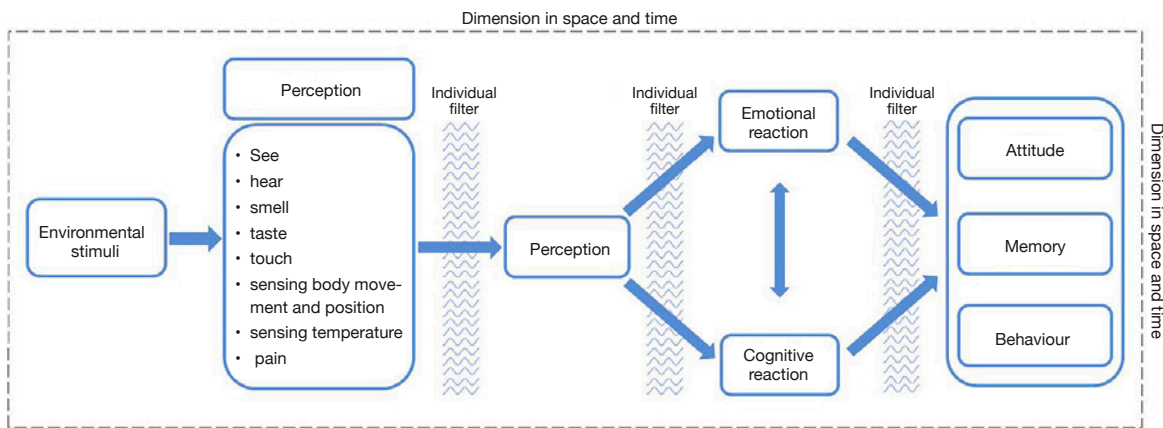 Dimension in space and time
Perception
• See
• hear
• smell
• taste
• touch
• sensing body move-
ment and position
• sensing temperature
• pain
Environmental
stimuli
Individual
filter
Perception
Individual
filter
Emotional
reaction
Cognitive
reaction
Individual
filter
Attitude
Memory
Behaviour
Dimension in space and time